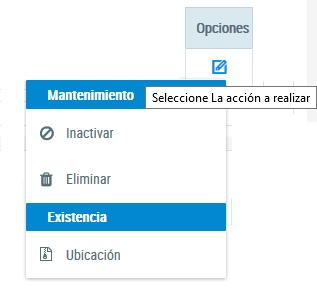 Opciones
Mantenimiento
Seleccione La acción a realizar
Inactivar
Eliminar
Existencia
Ubicación